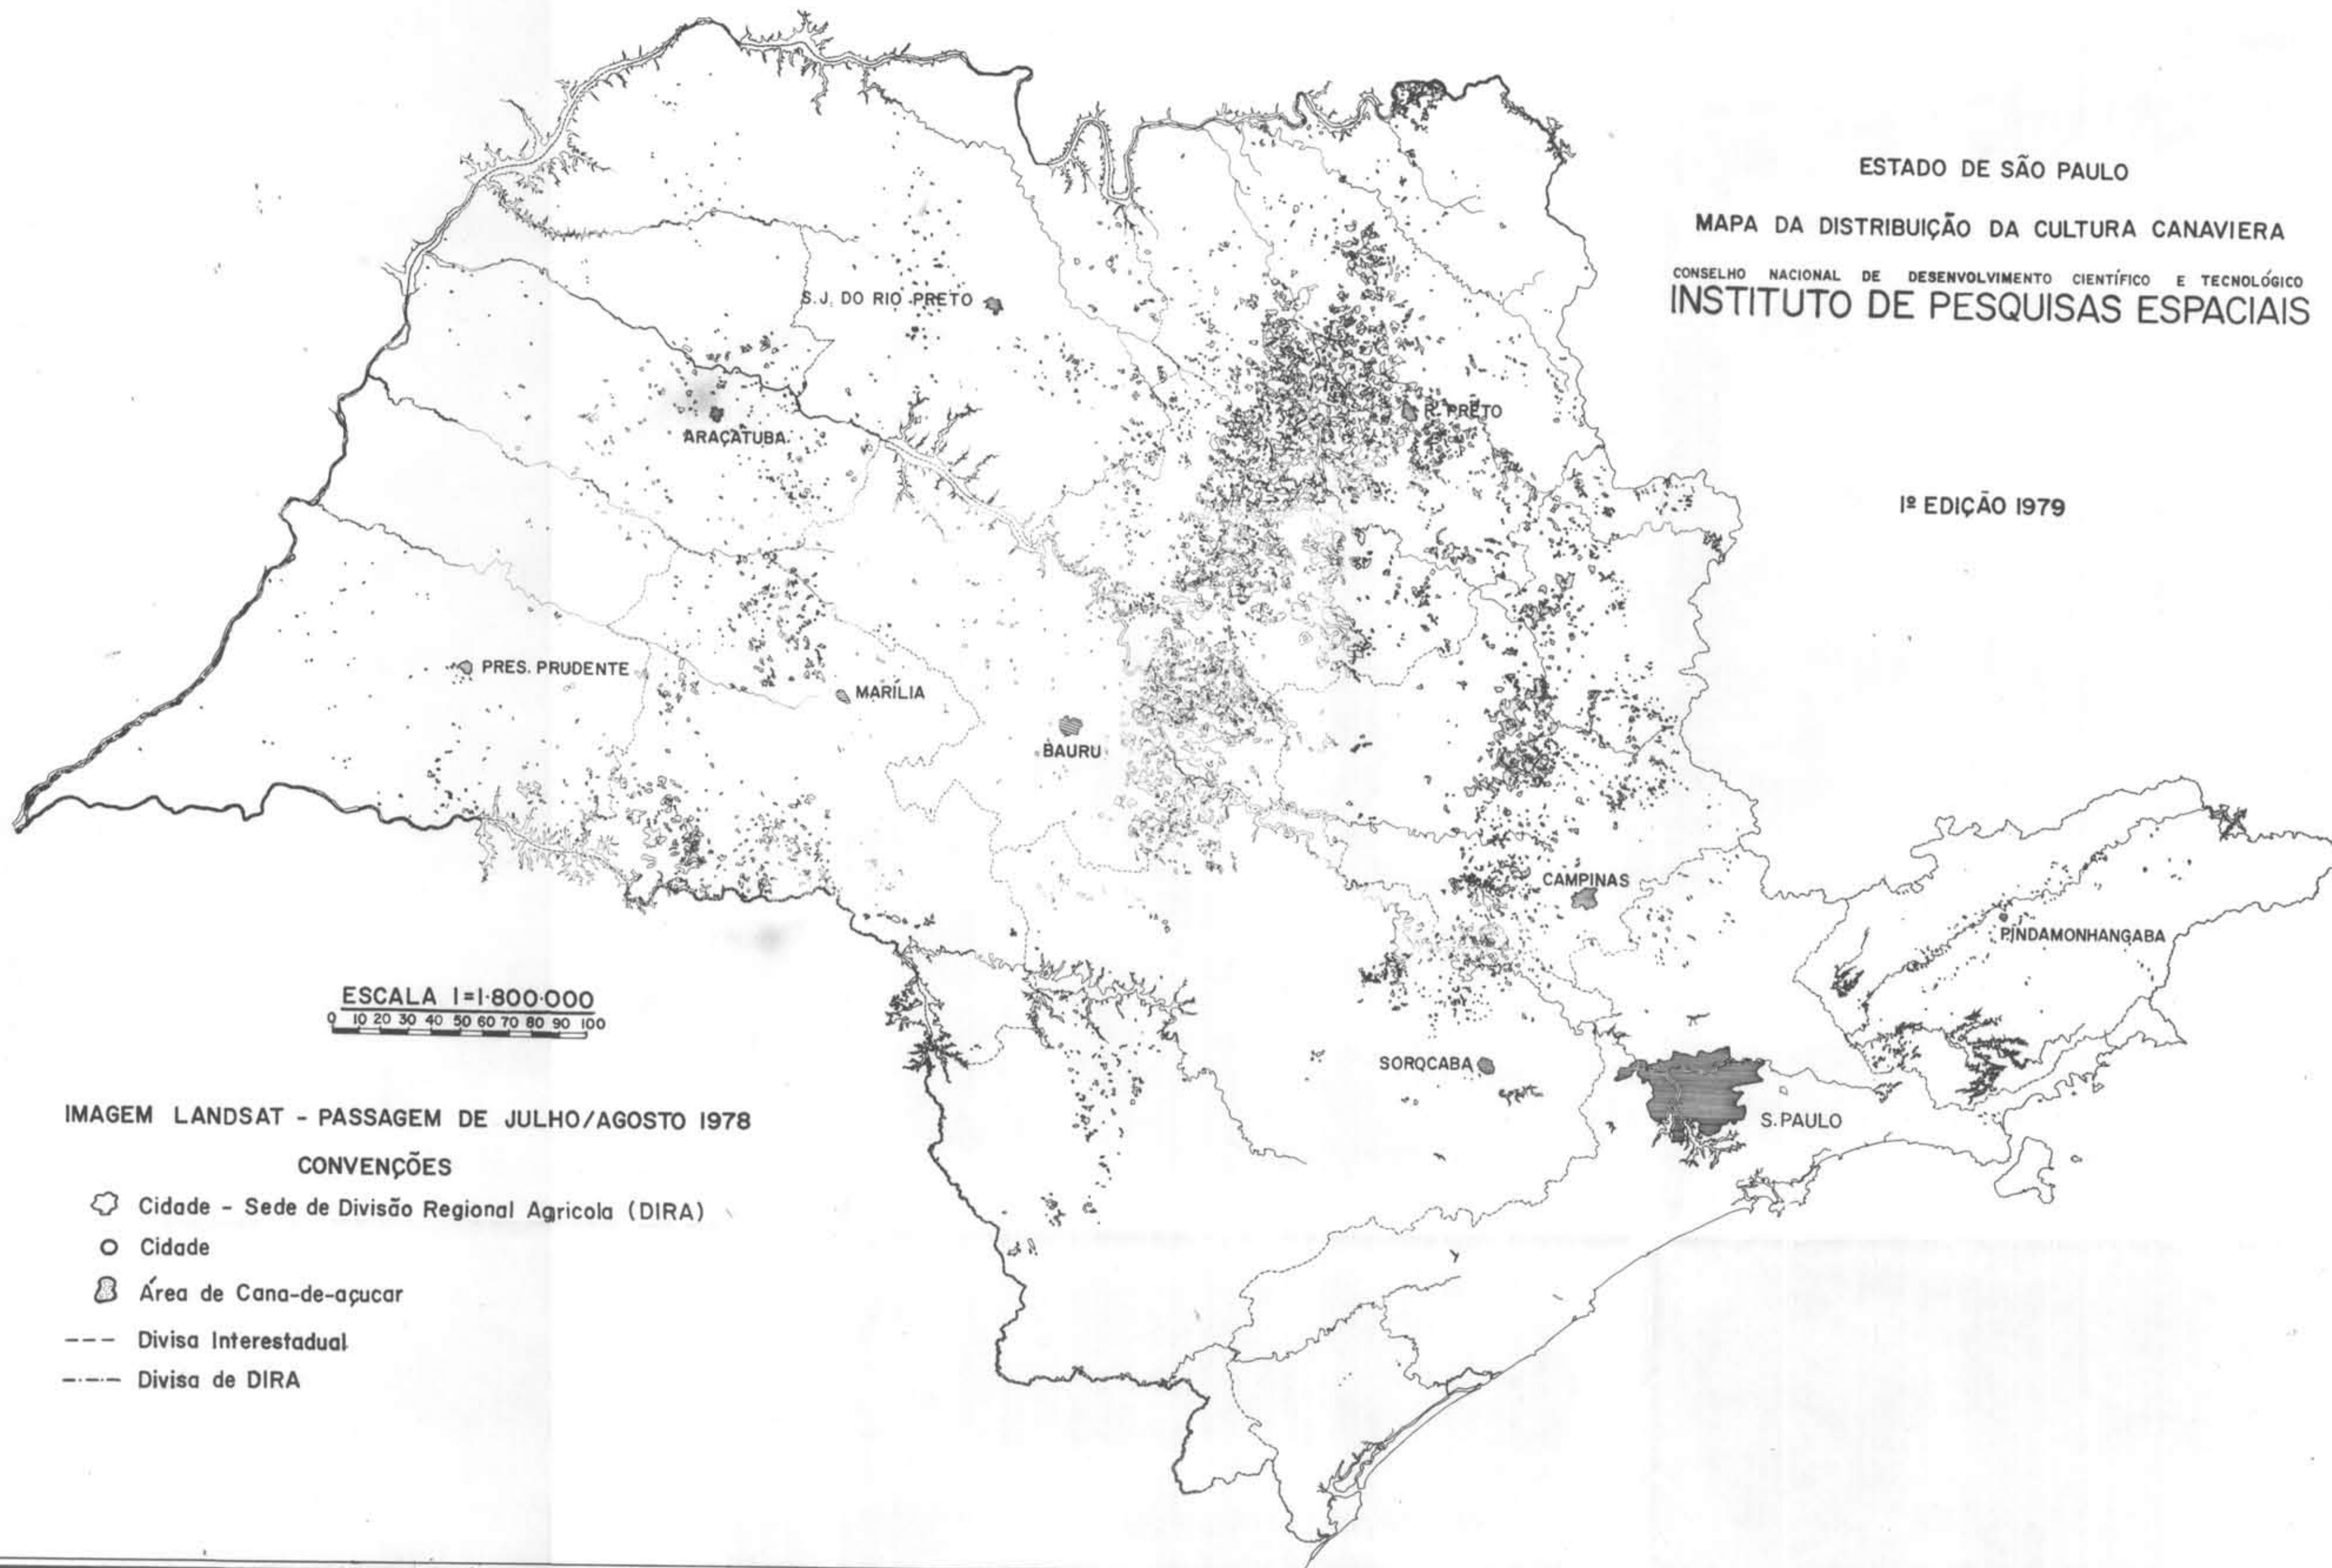 ESTADO DE SÃO PAULO
MAPA DA DISTRIBUIÇÃO DA CULTURA CANAVIERA
CONSELHO NACIONAL DE DESENVOLVIMENTO CIENTÍFICO E TECNOLÓGICO
INSTITUTO DE PESQUISAS ESPACIAIS
1º EDIÇÃO 1979
S.J. DO RIO PRETO
R. PRETO
ARAÇATUBA
PRES. PRUDENTE
MARÍLIA
BAURU
CAMPINAS
PINDAMONHANGABA
SOROCABA
S. PAULO
ESCALA 1=1·800·000
0 10 20 30 40 50 60 70 80 90 100
IMAGEM LANDSAT - PASSAGEM DE JULHO/AGOSTO 1978
CONVENÇÕES
Cidade - Sede de Divisão Regional Agricola (DIRA)
Cidade
Área de Cana-de-açucar
Divisa Interestadual
Divisa de DIRA